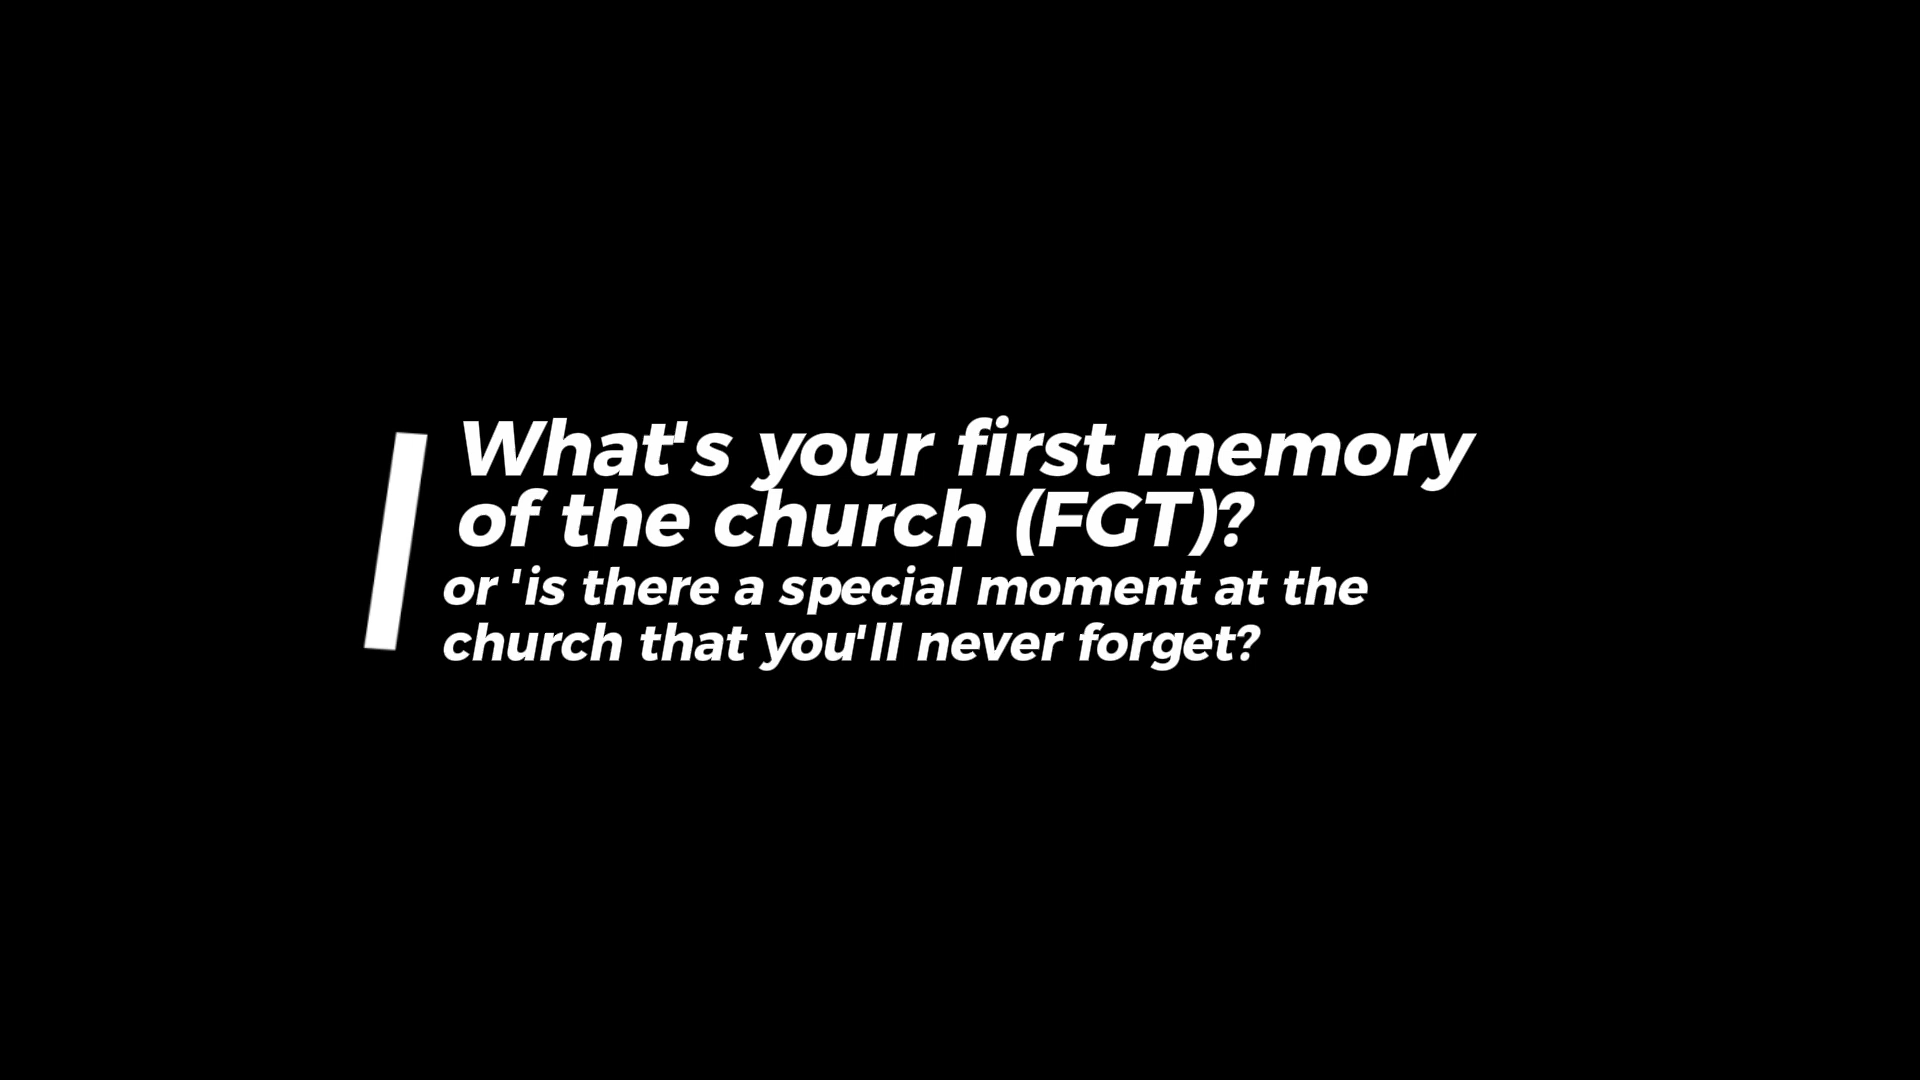 What's your first memory
of the church (FGT)?
or 'is there a special moment at the
church that you'll never forget?